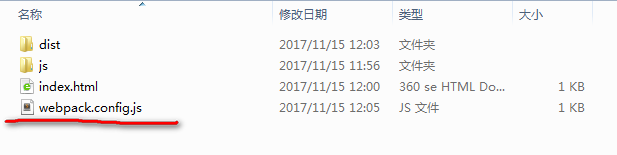 名称 修改日期 类型 大小
dist 2017/11/15 12:03 文件夹
js 2017/11/15 11:56 文件夹
index.html 2017/11/15 12:00 360 se HTML Do... 1 KB
webpack.config.js 2017/11/15 12:05 JS 文件 1 KB